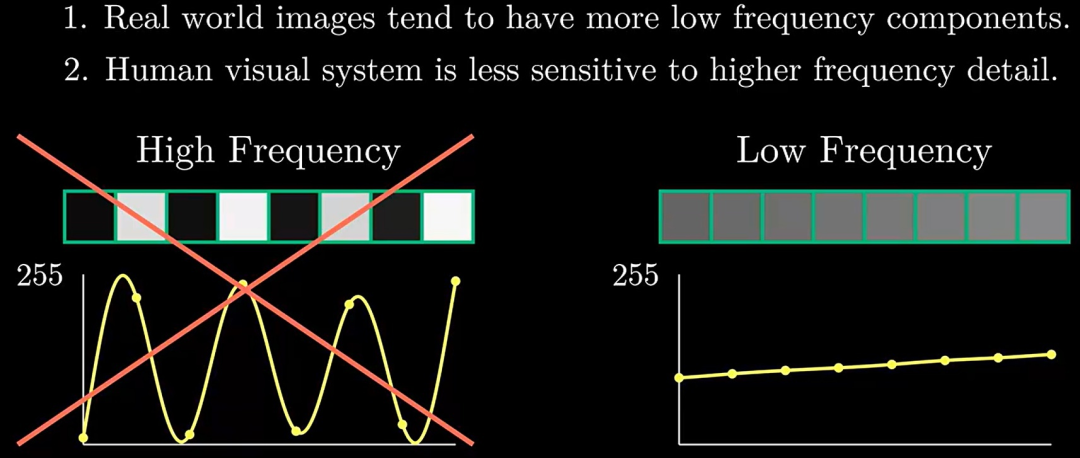 1. Real world images tend to have more low frequency components.
2. Human visual system is less sensitive to higher frequency detail.
High Frequency
Low Frequency
255
255